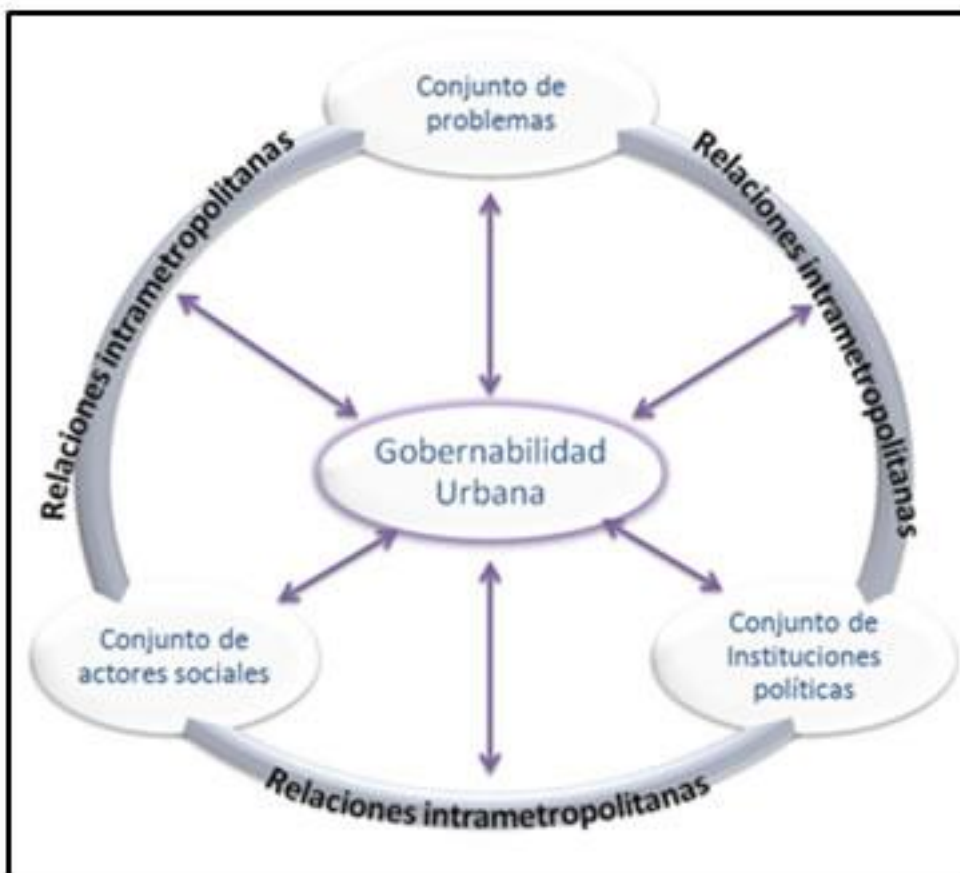 Conjunto de
problemas
Relaciones intrametropolitanas
Relaciones intrametropolitanas
Gobernabilidad
Urbana
Conjunto de
actores sociales
Conjunto de
Instituciones
políticas
Relaciones intrametropolitanas